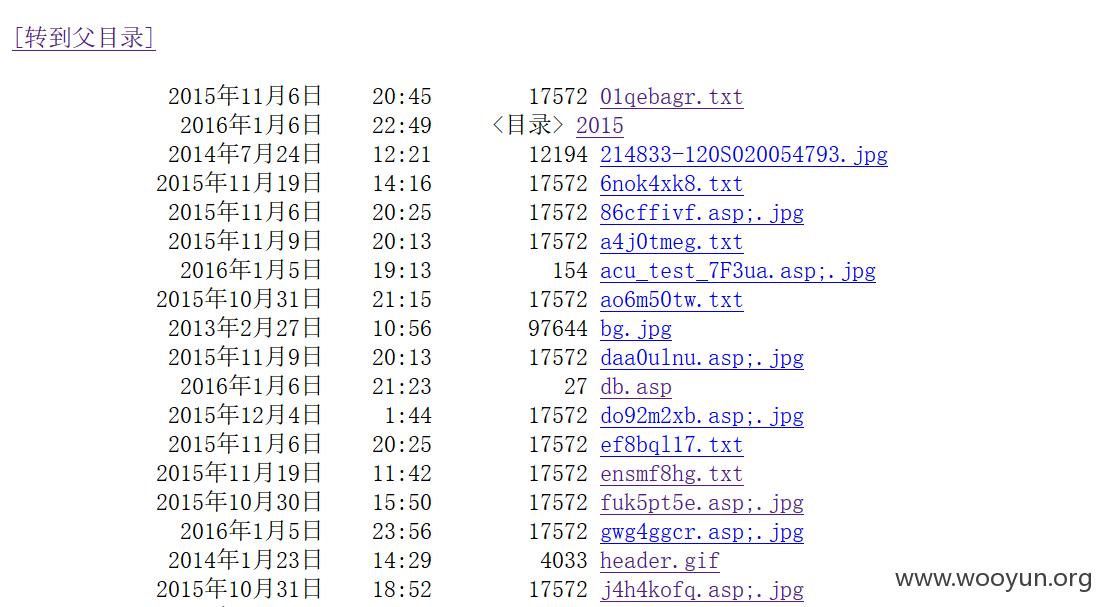 [转到父目录]
2015年11月6日 20:45 17572 01qebagr.txt
2016年1月6日 22:49 <目录> 2015
2014年7月24日 12:21 12194 214833-120S020054793.jpg
2015年11月19日 14:16 17572 6nok4xk8.txt
2015年11月6日 20:25 17572 86cffivf.asp;.jpg
2015年11月9日 20:13 17572 a4j0tmeg.txt
2016年1月5日 19:13 154 acu_test_7F3ua.asp;.jpg
2015年10月31日 21:15 17572 ao6m50tw.txt
2013年2月27日 10:56 97644 bg.jpg
2015年11月9日 20:13 17572 daa0ulnu.asp;.jpg
2016年1月6日 21:23 27 db.asp
2015年12月4日 1:44 17572 do92m2xb.asp;.jpg
2015年11月6日 20:25 17572 ef8bql17.txt
2015年11月19日 11:42 17572 ensmf8hg.txt
2015年10月30日 15:50 17572 fuk5pt5e.asp;.jpg
2016年1月5日 23:56 17572 gwg4ggcr.asp;.jpg
2014年1月23日 14:29 4033 header.gif
2015年10月31日 18:52 17572 j4h4kofq.asp;.jpg
www.wooyun.org